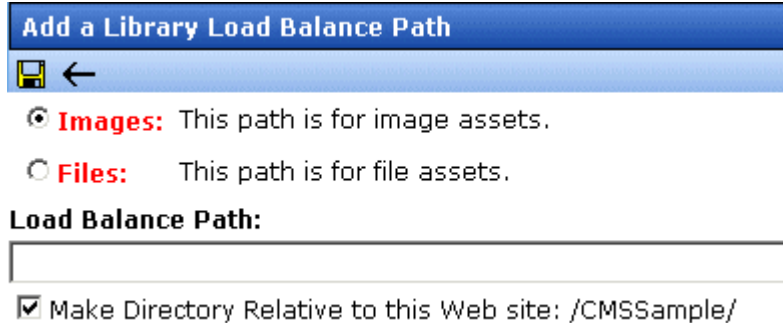 Add a Library Load Balance Path
Images: This path is for image assets.
Files: This path is for file assets.
Load Balance Path:
Make Directory Relative to this Web site: /CMSSample/